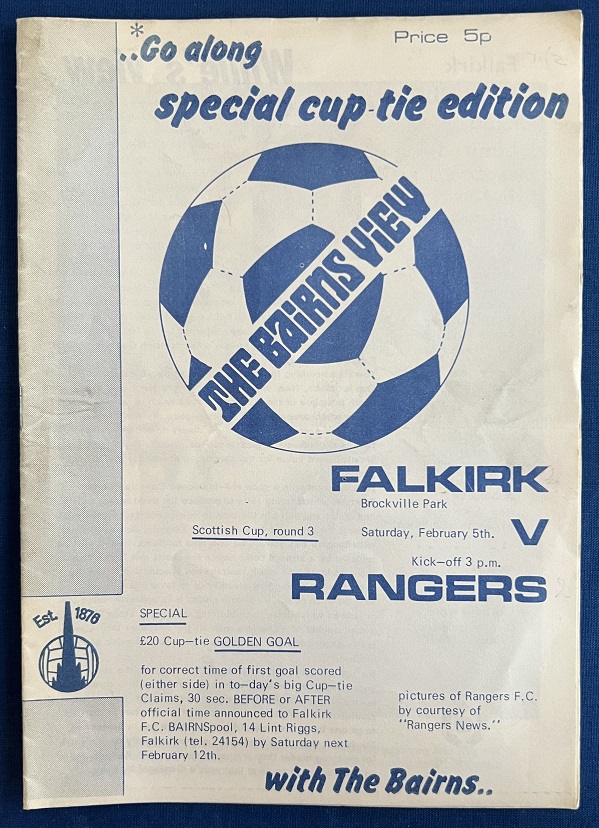 Price 5p
*
..Go along
special cup-tie edition
THE BAIRNS VIEW
FALKIRK
Brockville Park
Scottish Cup, round 3
Saturday, February 5th.
V
Kick—off 3 p.m.
RANGERS
Est. 1876
SPECIAL
£20 Cup—tie GOLDEN GOAL
for correct time of first goal scored
(either side) in to—day's big Cup—tie
Claims, 30 sec. BEFORE or AFTER
official time announced to Falkirk
F.C. BAIRNSpool, 14 Lint Riggs,
Falkirk (tel. 24154) by Saturday next
February 12th.
pictures of Rangers F.C.
by courtesy of
"Rangers News."
with The Bairns..